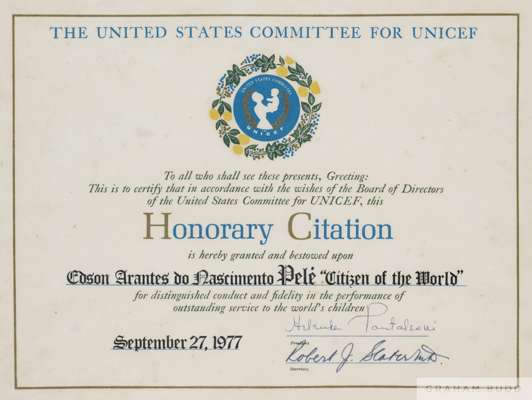 THE UNITED STATES COMMITTEE FOR UNICEF
UNITED STATES COMMITTEE
UNICEF
To all who shall see these presents, Greeting:
This is to certify that in accordance with the wishes of the Board of Directors
of the United States Committee for UNICEF, this
Honorary Citation
is hereby granted and bestowed upon
Edson Arantes do Nascimento Pelé "Citizen of the World"
for distinguished conduct and fidelity in the performance of
outstanding service to the world's children
Pantaleoni
September 27, 1977
President
Robert J. Slater M.D.
Secretary
GRAHAM BUDD